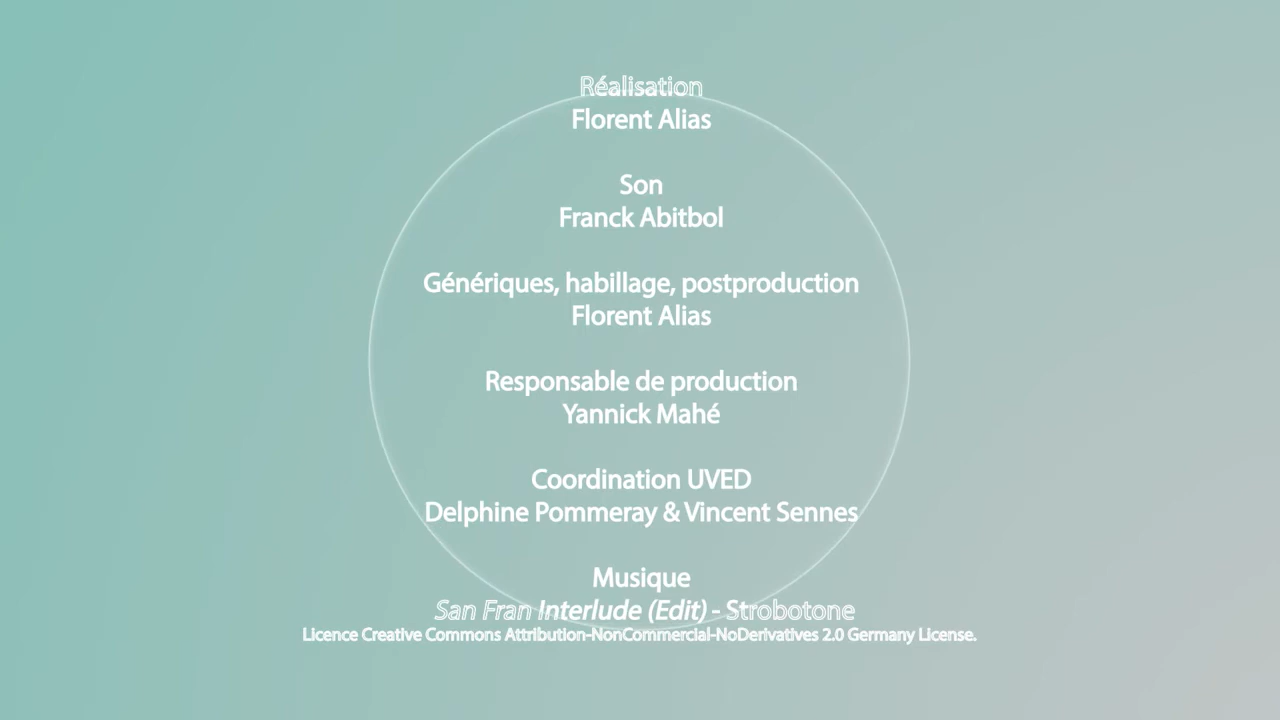 Réalisation
Florent Alias
Son
Franck Abitbol
Génériques, habillage, postproduction
Florent Alias
Responsable de production
Yannick Mahé
Coordination UVED
Delphine Pommeray & Vincent Sennes
Musique
San Fran Interlude (Edit) - Strobotone
Licence Creative Commons Attribution-NonCommercial-NoDerivatives 2.0 Germany License.